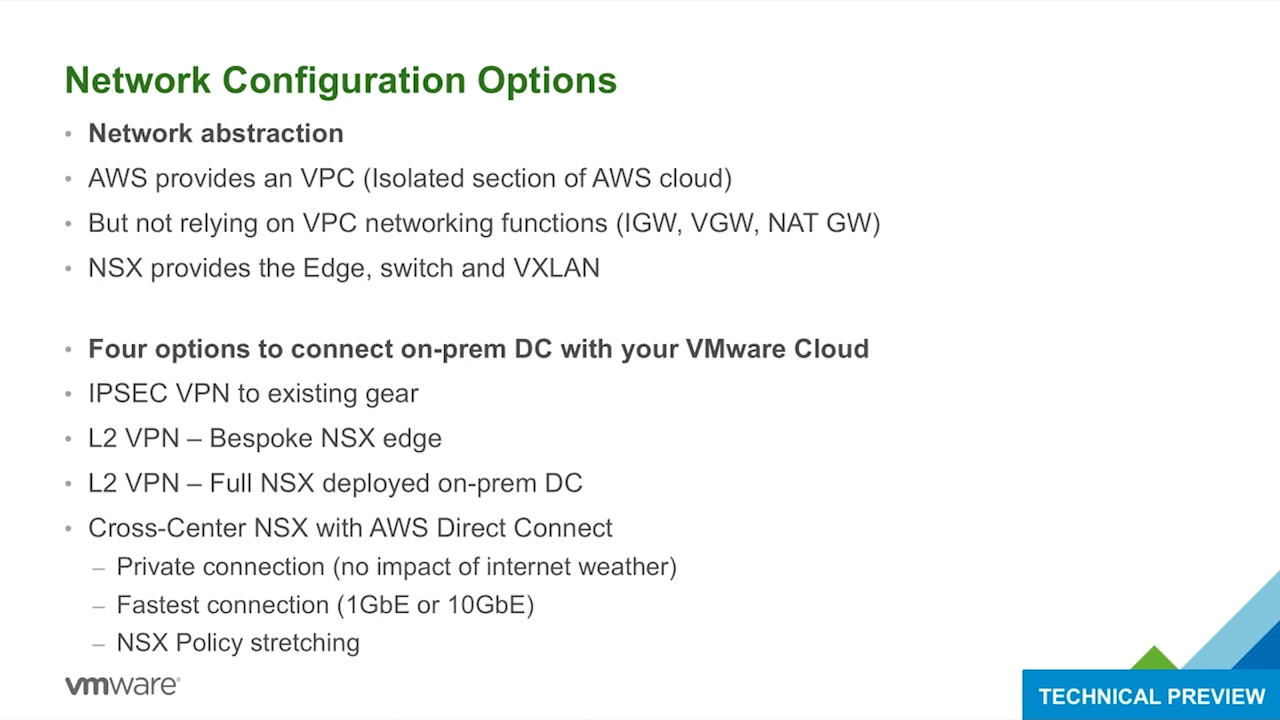 Network Configuration Options
• Network abstraction
• AWS provides an VPC (Isolated section of AWS cloud)
• But not relying on VPC networking functions (IGW, VGW, NAT GW)
• NSX provides the Edge, switch and VXLAN
• Four options to connect on-prem DC with your VMware Cloud
• IPSEC VPN to existing gear
• L2 VPN – Bespoke NSX edge
• L2 VPN – Full NSX deployed on-prem DC
• Cross-Center NSX with AWS Direct Connect
– Private connection (no impact of internet weather)
– Fastest connection (1GbE or 10GbE)
– NSX Policy stretching
vmware®
TECHNICAL PREVIEW